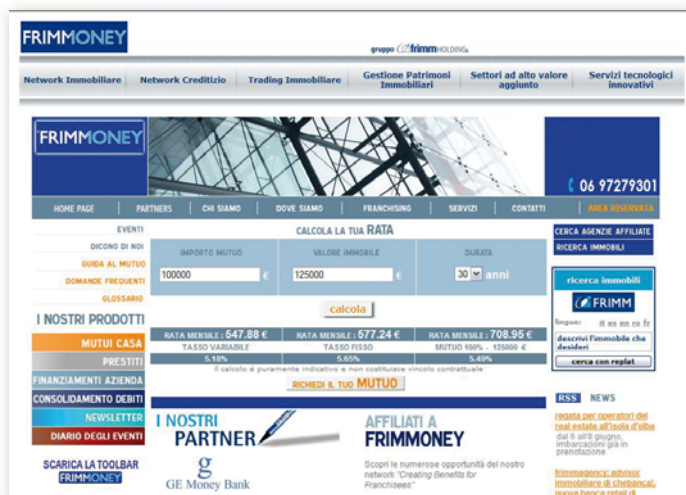 FRIMMONEY
gruppo frimm HOLDING
Network Immobiliare
Network Creditizio
Trading Immobiliare
Gestione Patrimoni
Immobiliari
Settori ad alto valore
aggiunto
Servizi tecnologici
innovativi
FRIMMONEY
06 97279301
HOME PAGE
PARTNERS
CHI SIAMO
DOVE SIAMO
FRANCHISING
SERVIZI
CONTATTI
AREA RISERVATA
EVENTI
DICONO DI NOI
GUIDA AL MUTUO
DOMANDE FREQUENTI
GLOSSARIO
I NOSTRI PRODOTTI
MUTUI CASA
PRESTITI
FINANZIAMENTI AZIENDA
CONSOLIDAMENTO DEBITI
NEWSLETTER
DIARIO DEGLI EVENTI
SCARICA LA TOOLBAR
FRIMMONEY
CALCOLA LA TUA RATA
IMPORTO MUTUO
VALORE IMMOBILE
DURATA
100000 €
125000 €
30 anni
calcola
RATA MENSILE : 547.88 €
RATA MENSILE : 577.24 €
RATA MENSILE : 708.95 €
TASSO VARIABILE
TASSO FISSO
MUTUO 100% - 125000 €
5.18%
5.65%
5.49%
il calcolo è puramente indicativo e non costituisce vincolo contrattuale
RICHIEDI IL TUO MUTUO
I NOSTRI
PARTNER
g
GE Money Bank
AFFILIATI A
FRIMMONEY
Scopri le numerose opportunità del nostro
network "Creating Benefits for
Franchisees"
CERCA AGENZIE AFFILIATE
RICERCA IMMOBILI
ricerca immobili
FRIMM
lingue: it es en ro fr
descrivi l'immobile che
desideri
cerca con replat
RSS NEWS
regata per operatori del
real estate all'isola d'elba
dal 6 all'8 giugno,
imbarcazioni già in
prenotazione
frimmagency: advisor
immobiliare di chebanca!,
nuova banca retail di